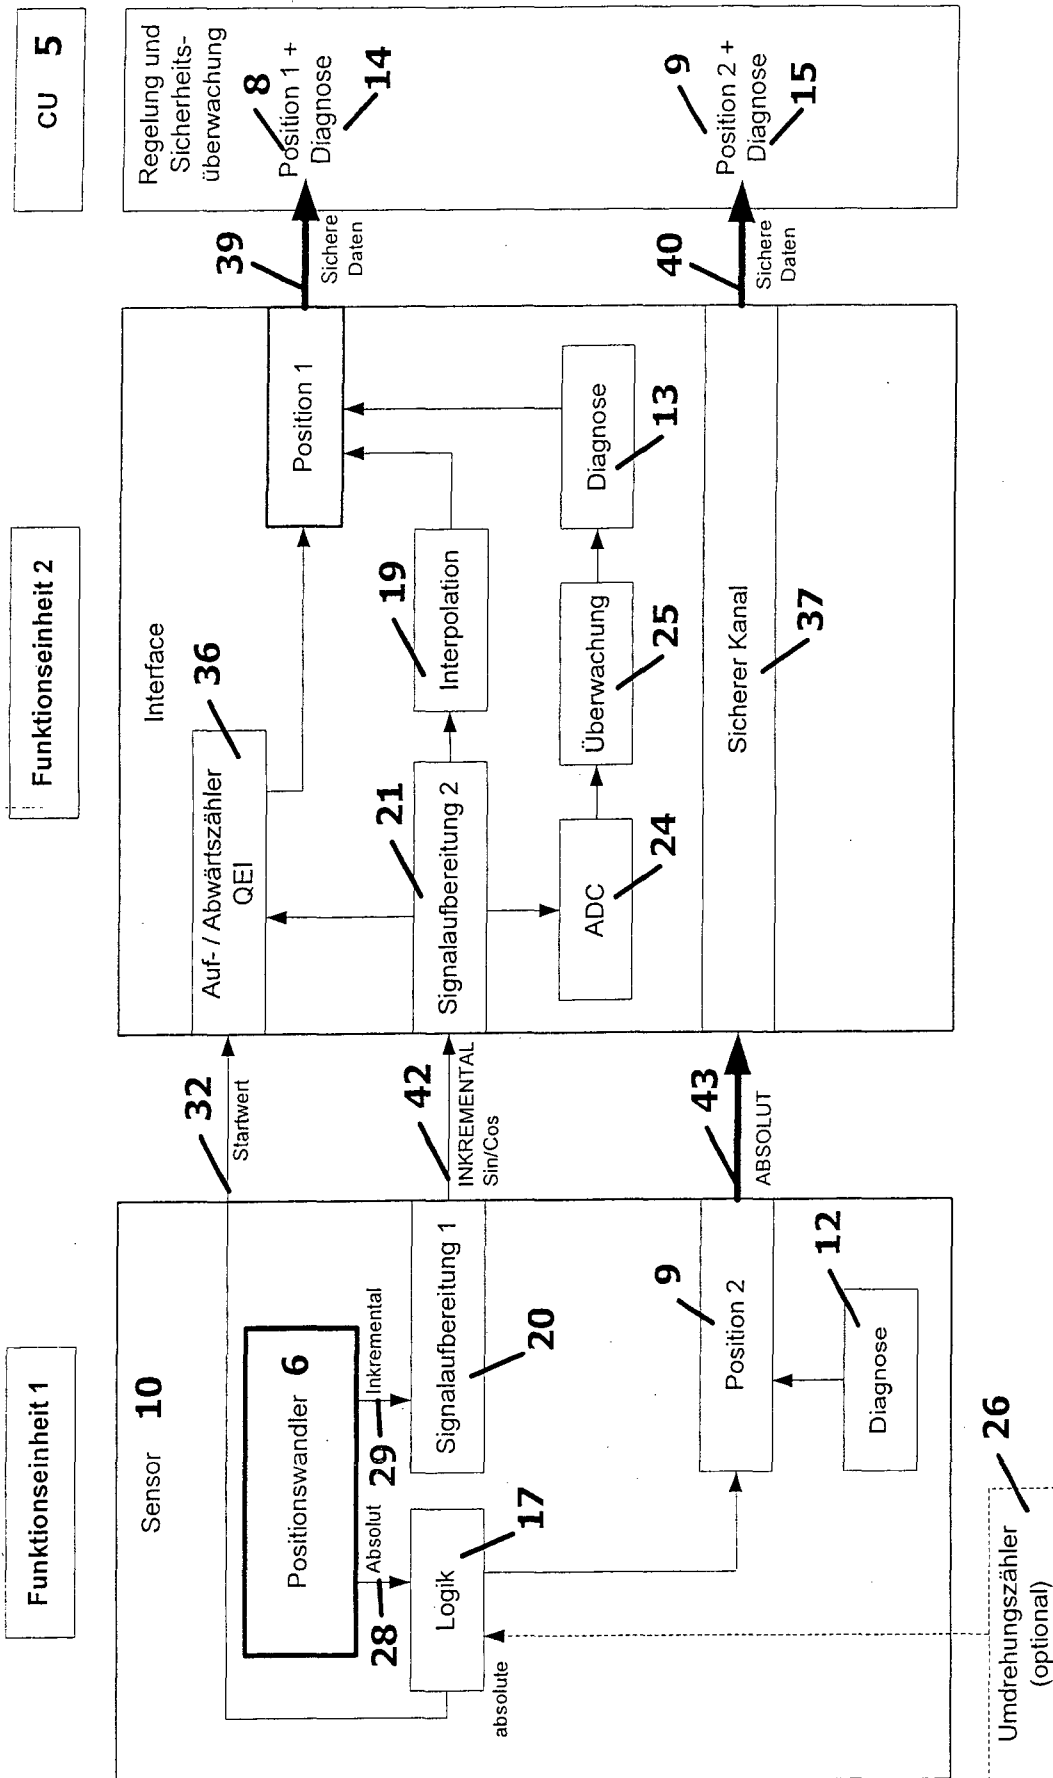 Funktionseinheit 1
Funktionseinheit 2
CU 5
Sensor 10
Positionswandler 6
28
Absolut
29
Inkremental
Logik
17
absolute
Signalaufbereitung 1
20
Position 2
9
Diagnose
12
Umdrehungszähler
(optional)
26
32
Startwert
42
INKREMENTAL
Sin/Cos
43
ABSOLUT
Interface
Auf- / Abwärtszähler
QEI
36
Signalaufbereitung 2
21
Interpolation
19
Position 1
ADC
24
Überwachung
25
Diagnose
13
Sicherer Kanal
37
39
Sichere
Daten
40
Sichere
Daten
Regelung und
Sicherheits-
überwachung
8
Position 1 +
Diagnose
14
9
Position 2 +
Diagnose
15